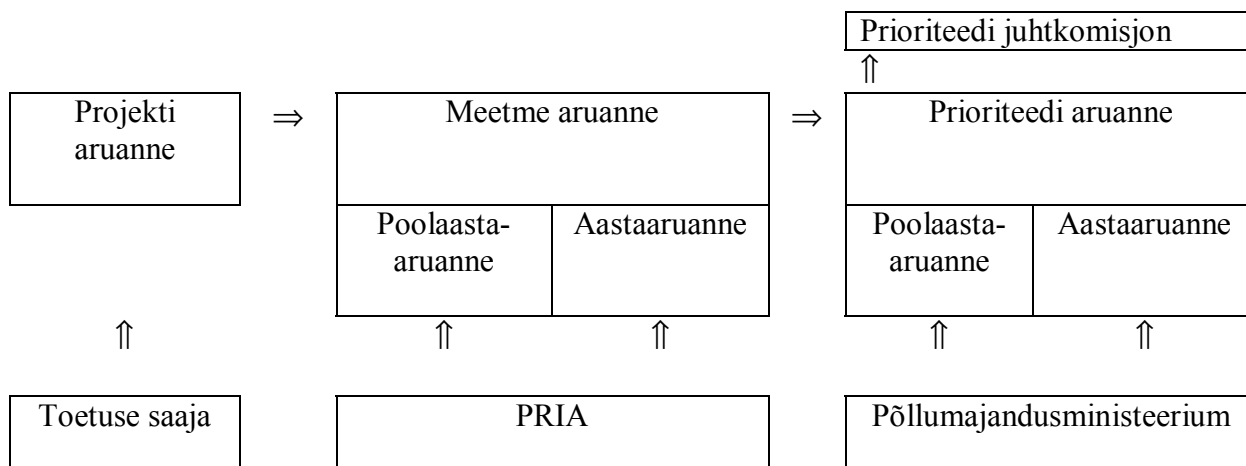 Prioriteedi juhtkomisjon
⇑
Projekti
aruanne
⇒
Meetme aruanne
⇒
Prioriteedi aruanne
Poolaasta-
aruanne
Aastaaruanne
Poolaasta-
aruanne
Aastaaruanne
⇑
⇑
⇑
⇑
⇑
Toetuse saaja
PRIA
Põllumajandusministeerium